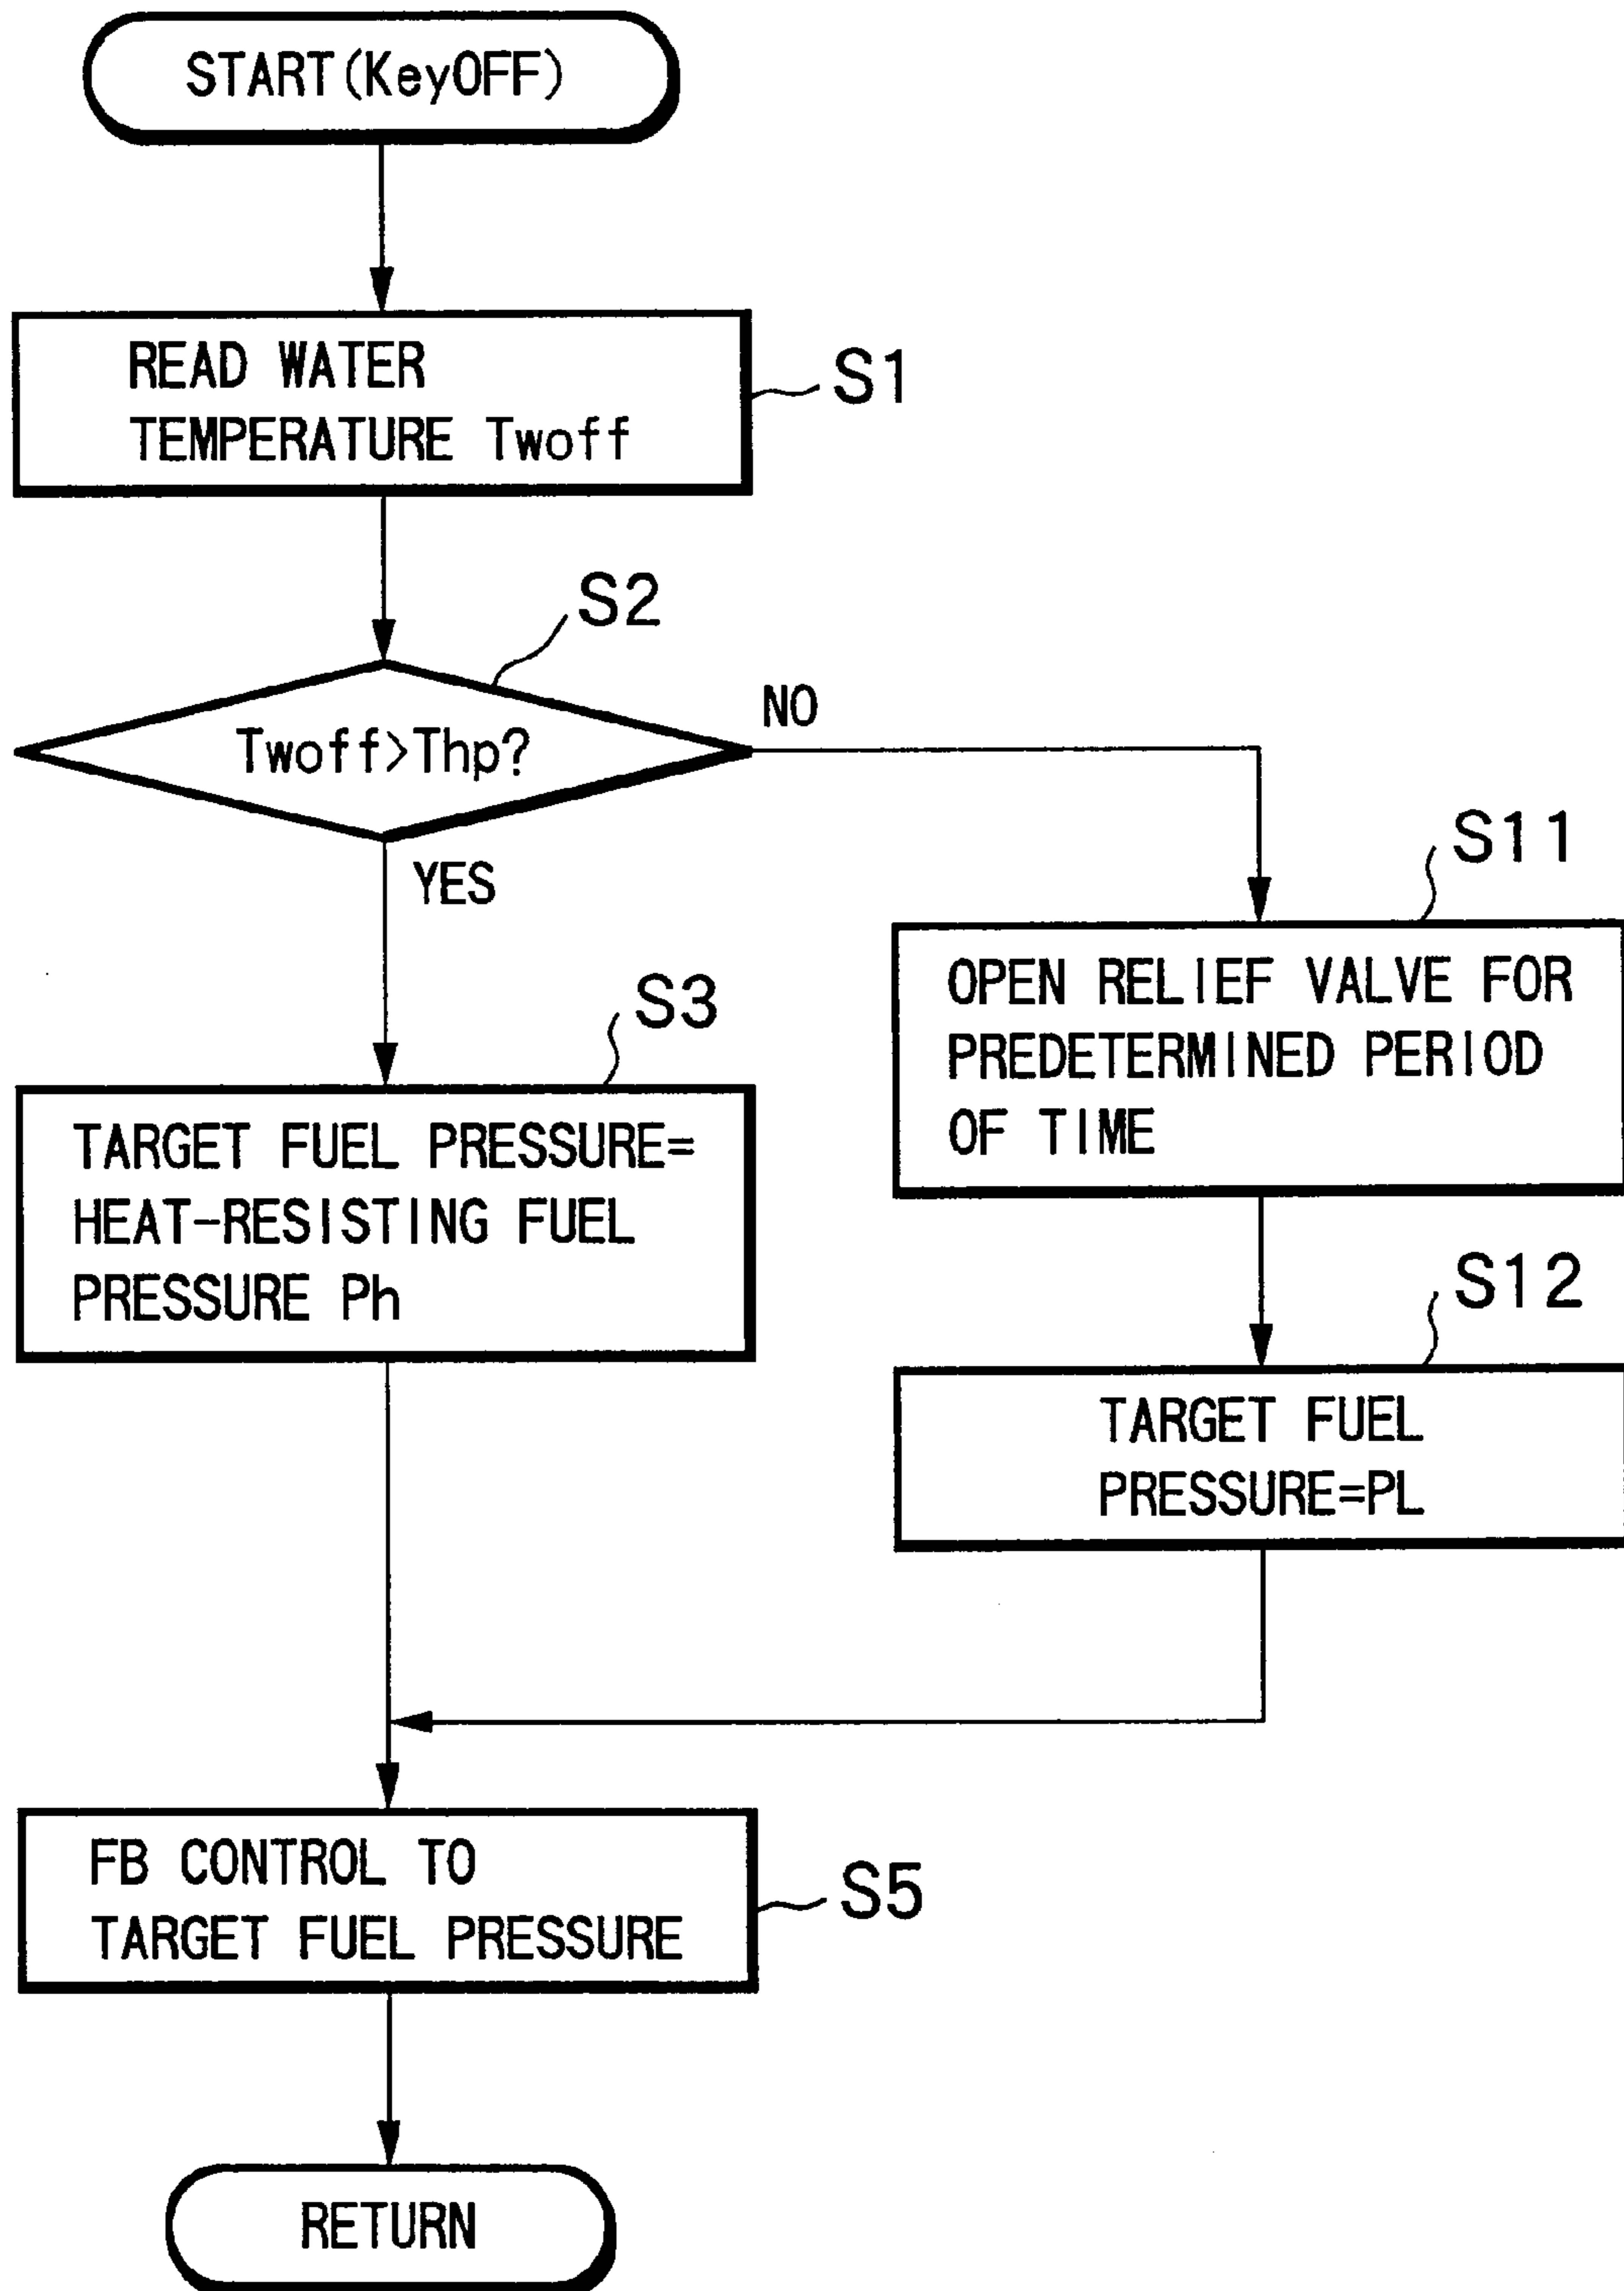 START(KeyOFF)
READ WATER
TEMPERATURE Twoff
S1
S2
Twoff>Thp?
NO
YES
S11
OPEN RELIEF VALVE FOR
PREDETERMINED PERIOD
OF TIME
S3
TARGET FUEL PRESSURE=
HEAT-RESISTING FUEL
PRESSURE Ph
S12
TARGET FUEL
PRESSURE=PL
FB CONTROL TO
TARGET FUEL PRESSURE
S5
RETURN